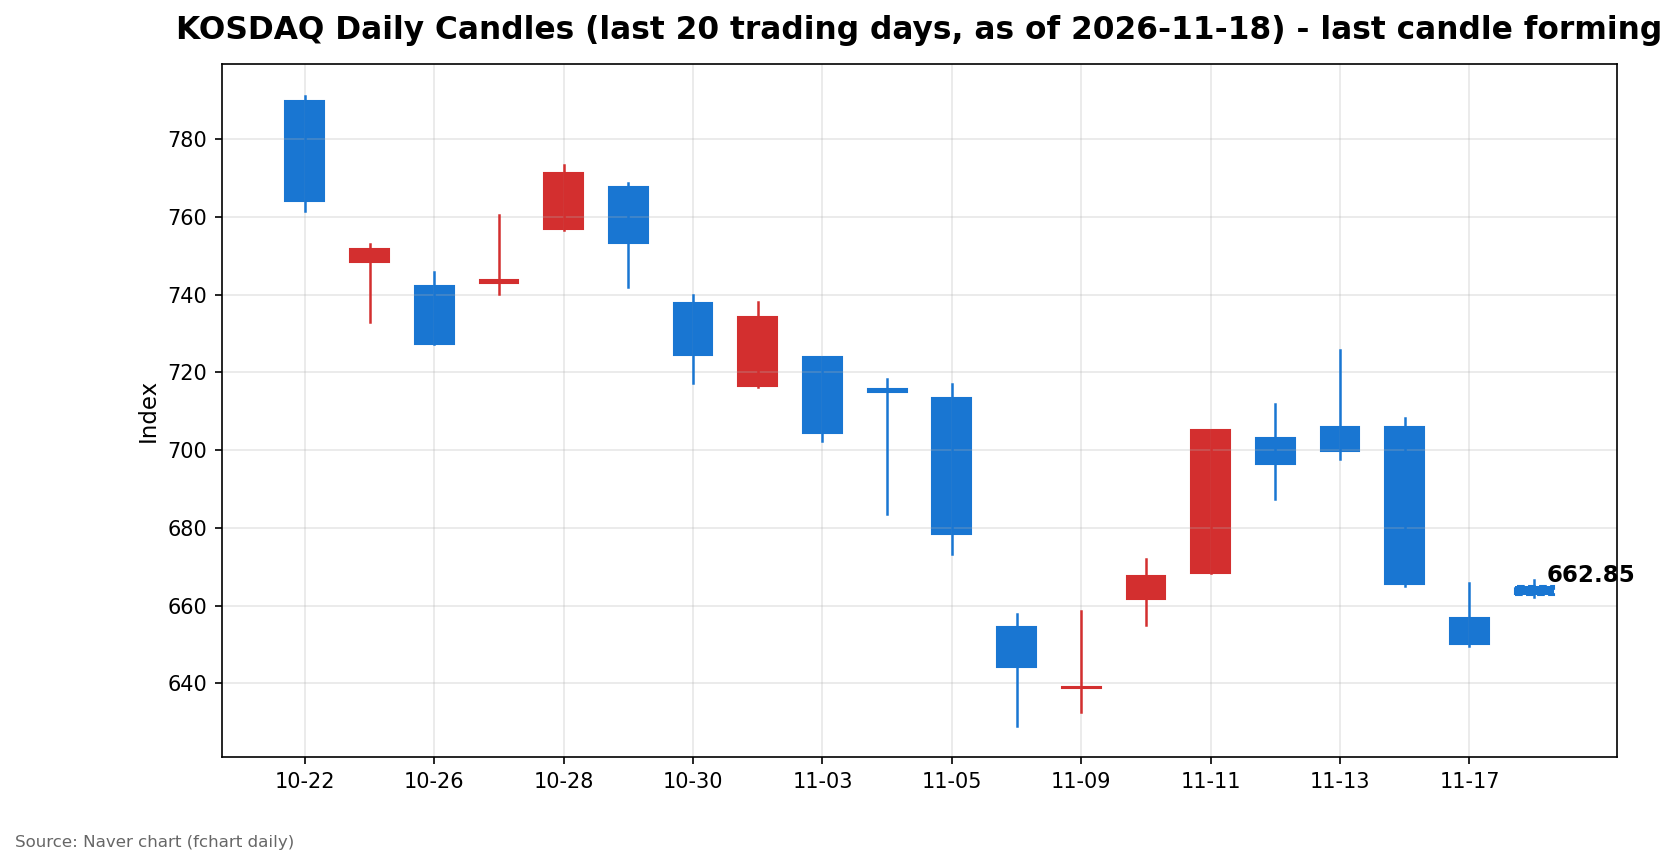 KOSDAQ Daily Candles (last 20 trading days, as of 2026-11-18) - last candle forming
Index
780
760
740
720
700
680
660
640
662.85
10-22 10-26 10-28 10-30 11-03 11-05 11-09 11-11 11-13 11-17
Source: Naver chart (fchart daily)